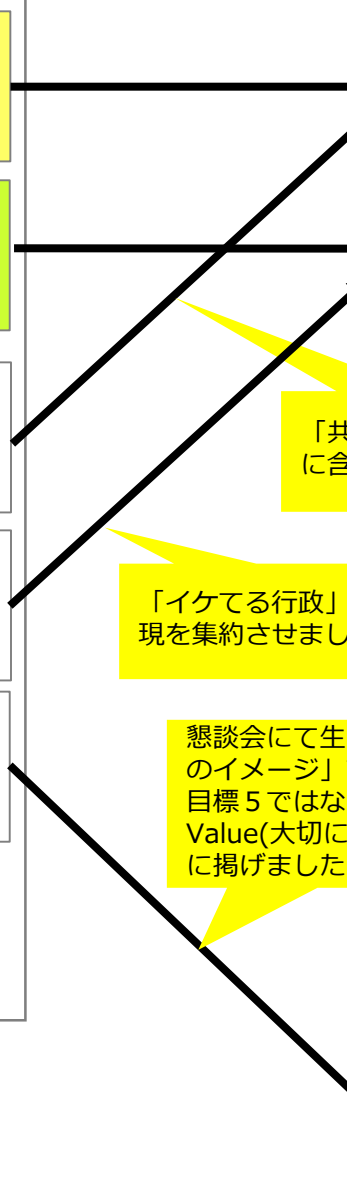 「共
に含
「イケてる行政」
現を集約させまし
懇談会にて生
のイメージ」
目標５ではな
Value(大切に
に掲げました